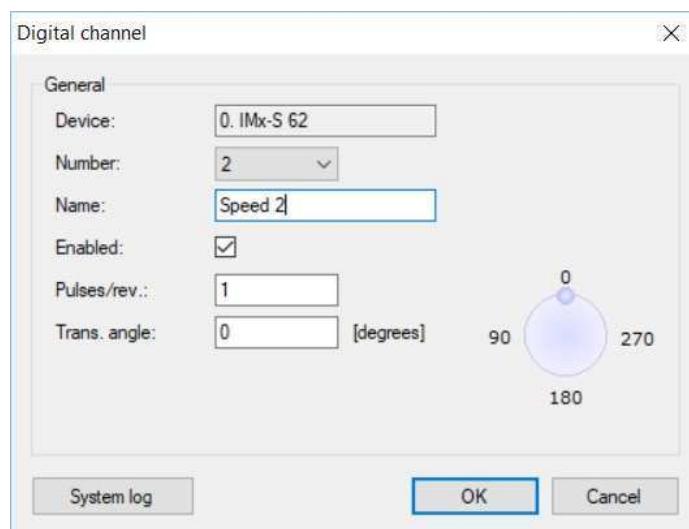 Digital channel
General
Device: 0. IMx-S 62
Number: 2
Name: Speed 2
Enabled:
Pulses/rev.: 1
Trans. angle: 0 [degrees]
0
90 270
180
System log OK Cancel